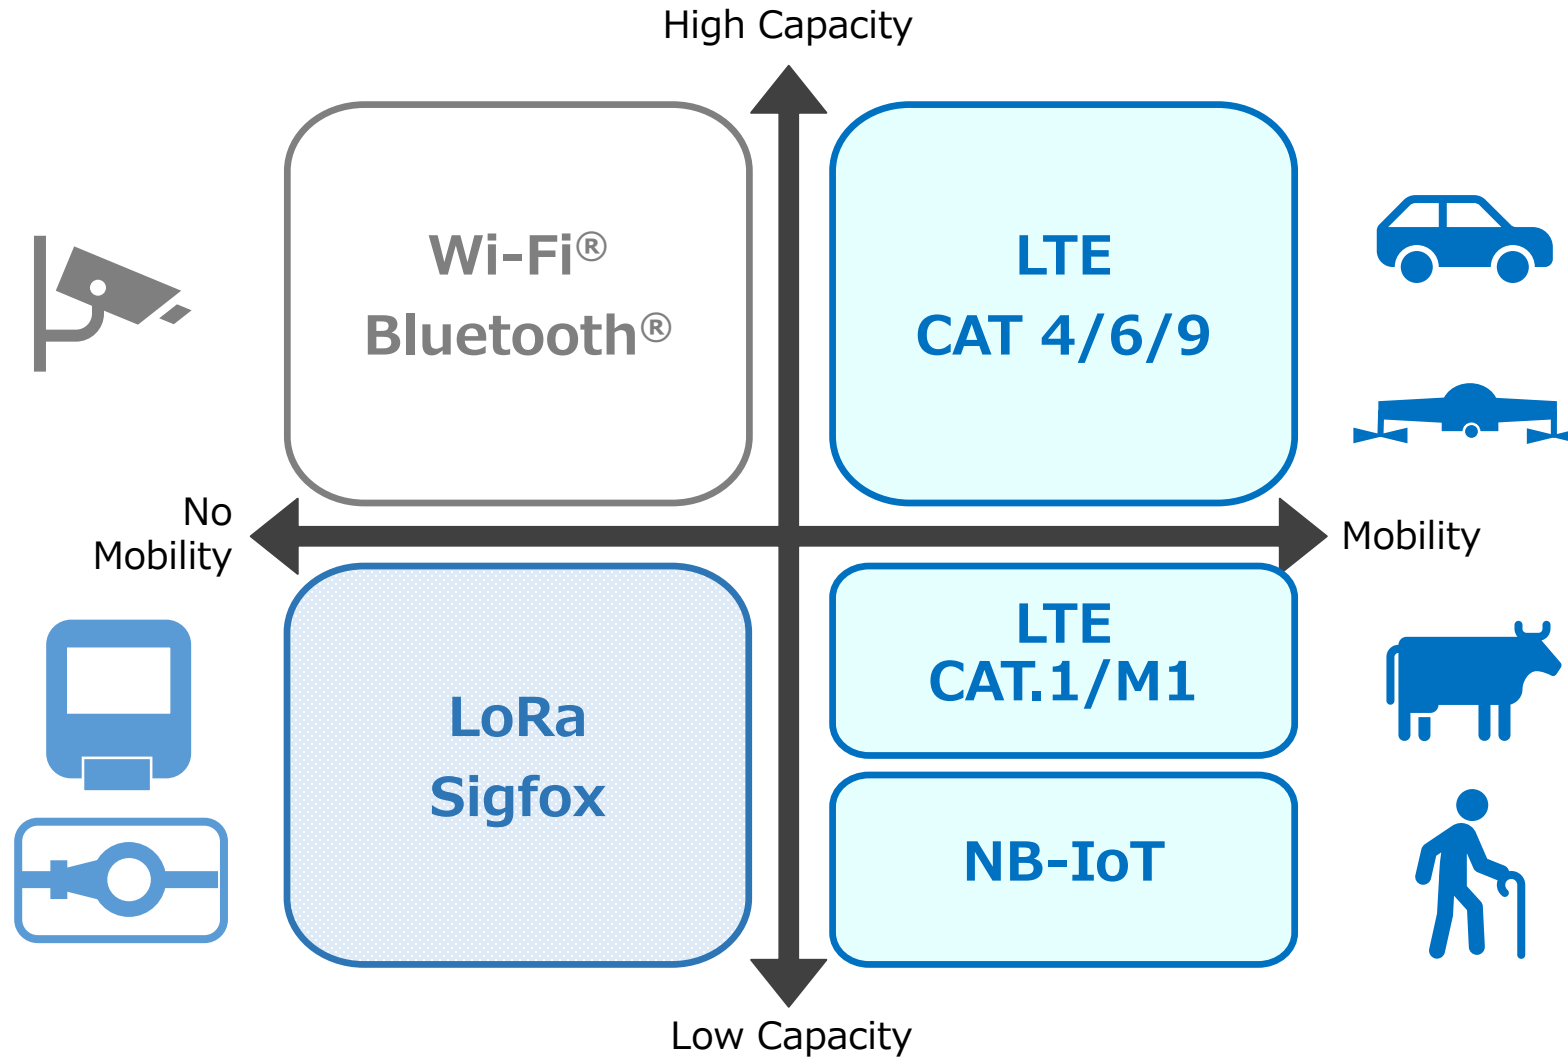 High Capacity
Wi-Fi®
Bluetooth®
LTE
CAT 4/6/9
No
Mobility
Mobility
LoRa
Sigfox
LTE
CAT.1/M1
NB-IoT
Low Capacity